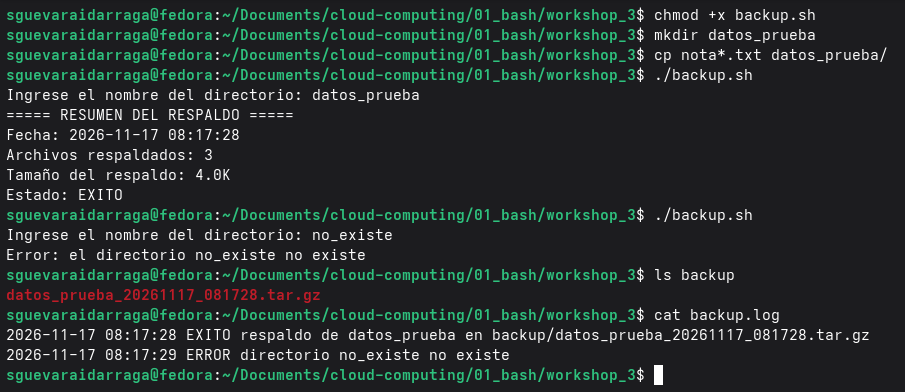 sguevaraidarraga@fedora:~/Documents/cloud-computing/01_bash/workshop_3$ chmod +x backup.sh
sguevaraidarraga@fedora:~/Documents/cloud-computing/01_bash/workshop_3$ mkdir datos_prueba
sguevaraidarraga@fedora:~/Documents/cloud-computing/01_bash/workshop_3$ cp nota*.txt datos_prueba/
sguevaraidarraga@fedora:~/Documents/cloud-computing/01_bash/workshop_3$ ./backup.sh
Ingrese el nombre del directorio: datos_prueba
===== RESUMEN DEL RESPALDO =====
Fecha: 2026-11-17 08:17:28
Archivos respaldados: 3
Tamaño del respaldo: 4.0K
Estado: EXITO
sguevaraidarraga@fedora:~/Documents/cloud-computing/01_bash/workshop_3$ ./backup.sh
Ingrese el nombre del directorio: no_existe
Error: el directorio no_existe no existe
sguevaraidarraga@fedora:~/Documents/cloud-computing/01_bash/workshop_3$ ls backup
datos_prueba_20261117_081728.tar.gz
sguevaraidarraga@fedora:~/Documents/cloud-computing/01_bash/workshop_3$ cat backup.log
2026-11-17 08:17:28 EXITO respaldo de datos_prueba en backup/datos_prueba_20261117_081728.tar.gz
2026-11-17 08:17:29 ERROR directorio no_existe no existe
sguevaraidarraga@fedora:~/Documents/cloud-computing/01_bash/workshop_3$